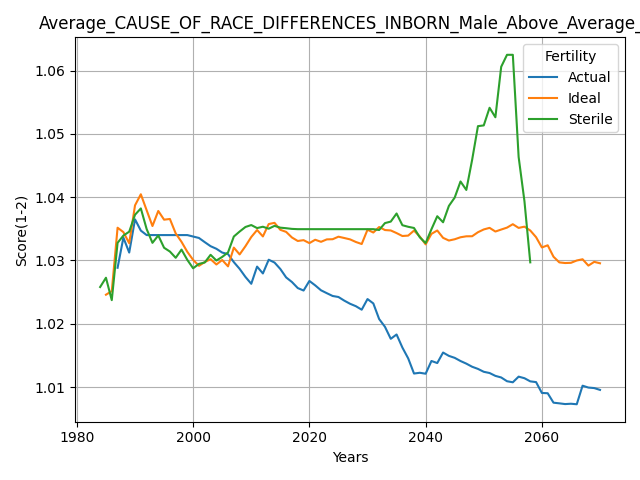 Average_CAUSE_OF_RACE_DIFFERENCES_INBORN_Male_Above_Average_
Score(1-2)
1.06
1.05
1.04
1.03
1.02
1.01
Fertility
Actual
Ideal
Sterile
1980
2000
2020
2040
2060
Years